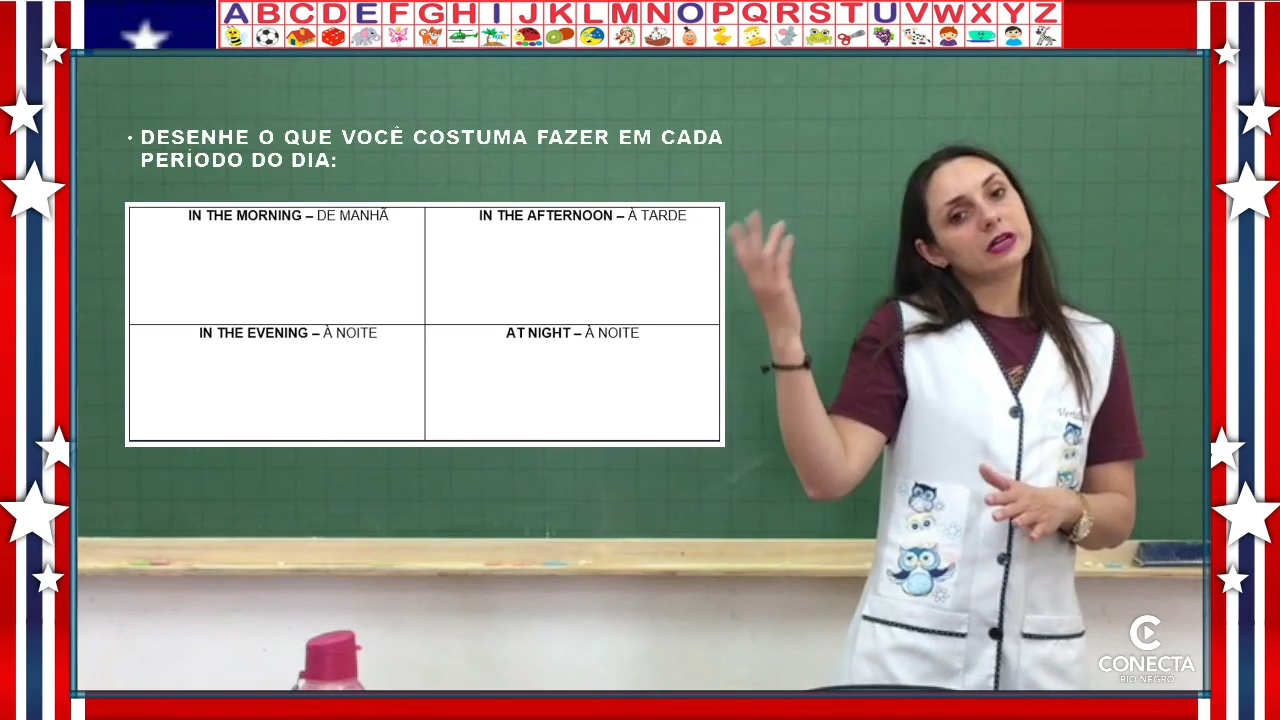 A B C D E F G H I J K L M N O P Q R S T U V W X Y Z
• DESENHE O QUE VOCÊ COSTUMA FAZER EM CADA
PERÍODO DO DIA:
IN THE MORNING – DE MANHÃ
IN THE AFTERNOON – À TARDE
IN THE EVENING – À NOITE
AT NIGHT – À NOITE
CONECTA
RIO NEGRO